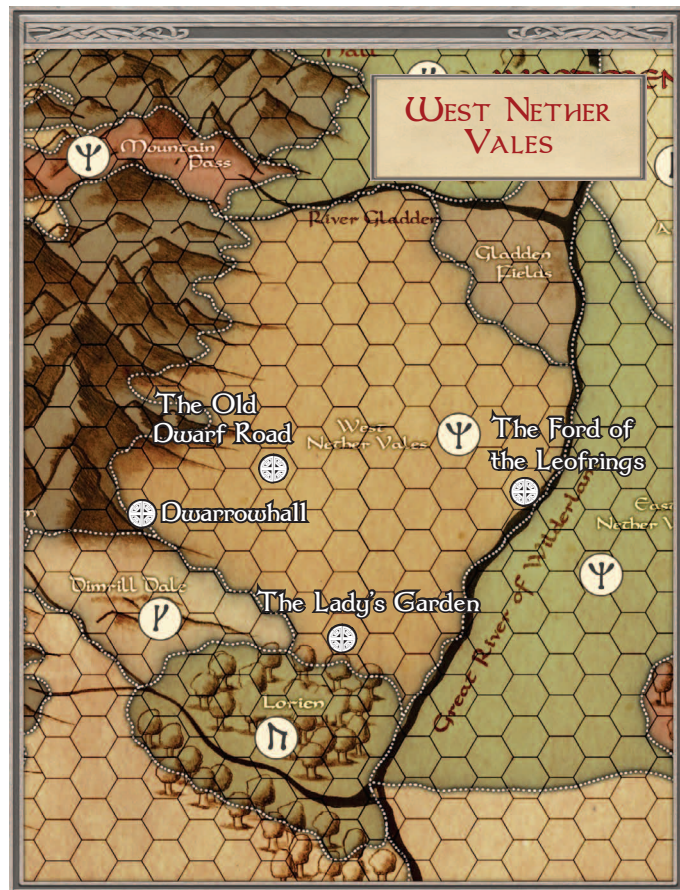 WEST NETHER
VALES
Mountain
Pass
River Gladden
Gladden
Fields
The Old
Dwarf Road
West
Nether Vales
The Ford of
the Leofrings
Dwarrowhall
East
Dimrill Dale
The Lady's Garden
Great River of Wilderland
Lorien